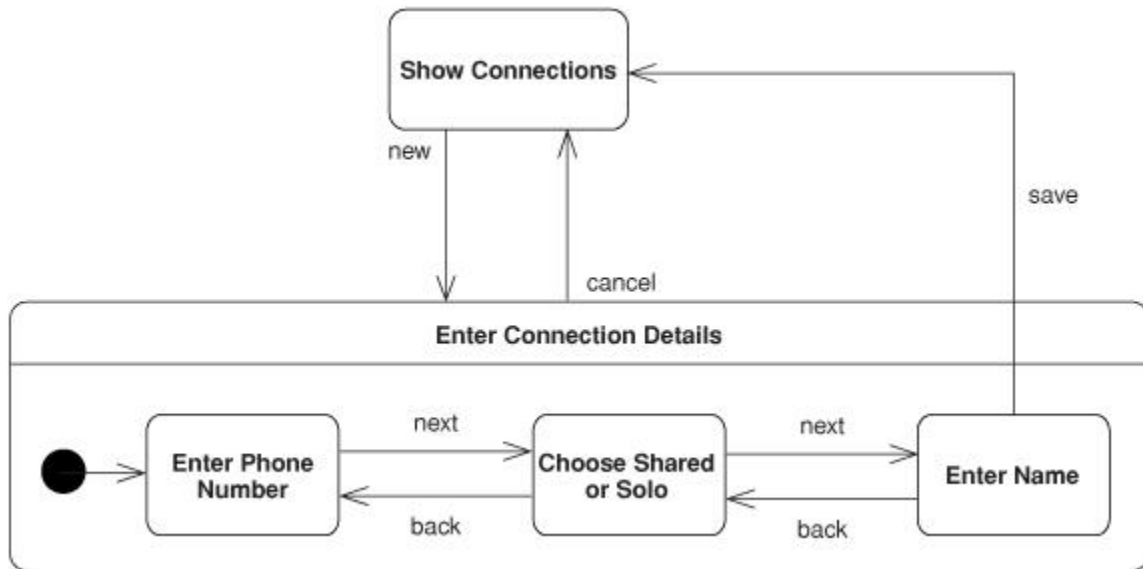 Show Connections
new
save
cancel
Enter Connection Details
next
next
Enter Phone
Number
Choose Shared
or Solo
Enter Name
back
back